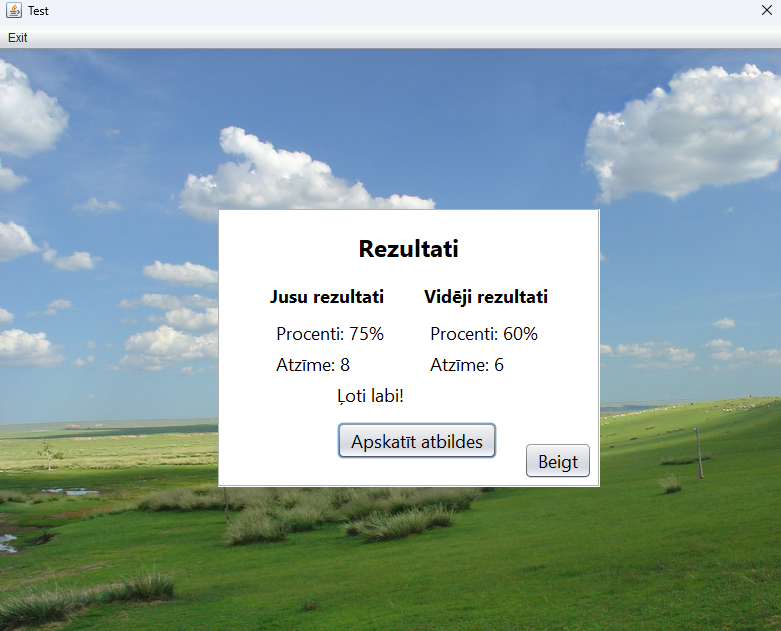 Test
Exit
Rezultati
Jusu rezultati Vidēji rezultati
Procenti: 75% Procenti: 60%
Atzīme: 8 Atzīme: 6
Ļoti labi!
Apskatīt atbildes
Beigt